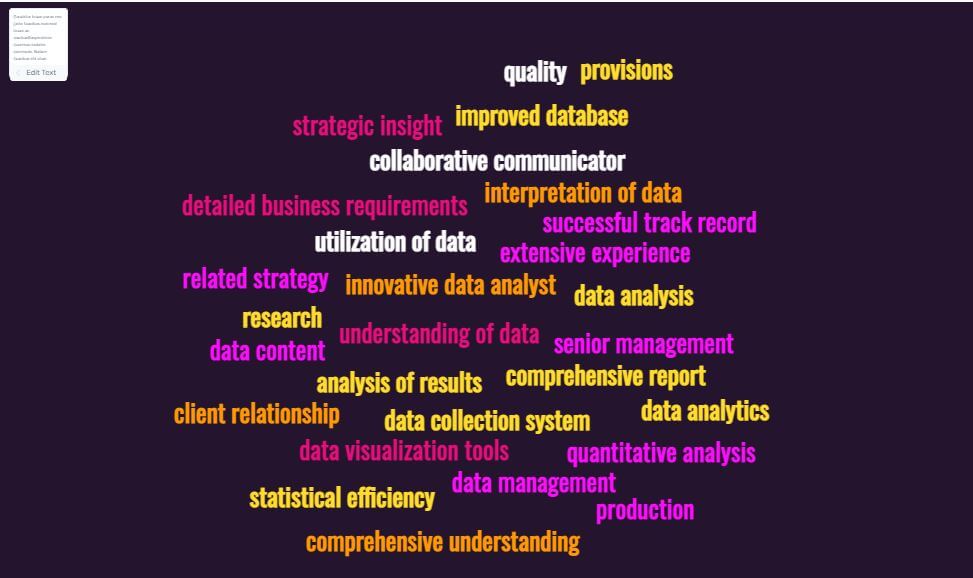 Edit Text
quality provisions
improved database
strategic insight
collaborative communicator
interpretation of data
detailed business requirements
successful track record
utilization of data
extensive experience
related strategy innovative data analyst
data analysis
research
understanding of data
senior management
data content
comprehensive report
analysis of results
data analytics
client relationship
data collection system
data visualization tools quantitative analysis
data management
statistical efficiency
production
comprehensive understanding